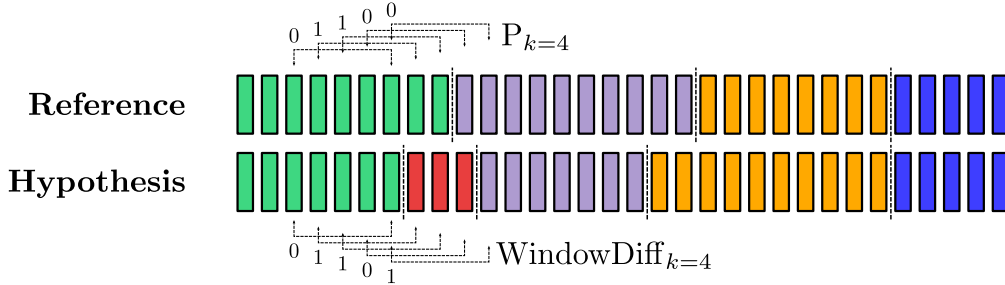 0 1 1 0 0
P_{k=4}
Reference
Hypothesis
0 1 1 0 1
WindowDiff_{k=4}